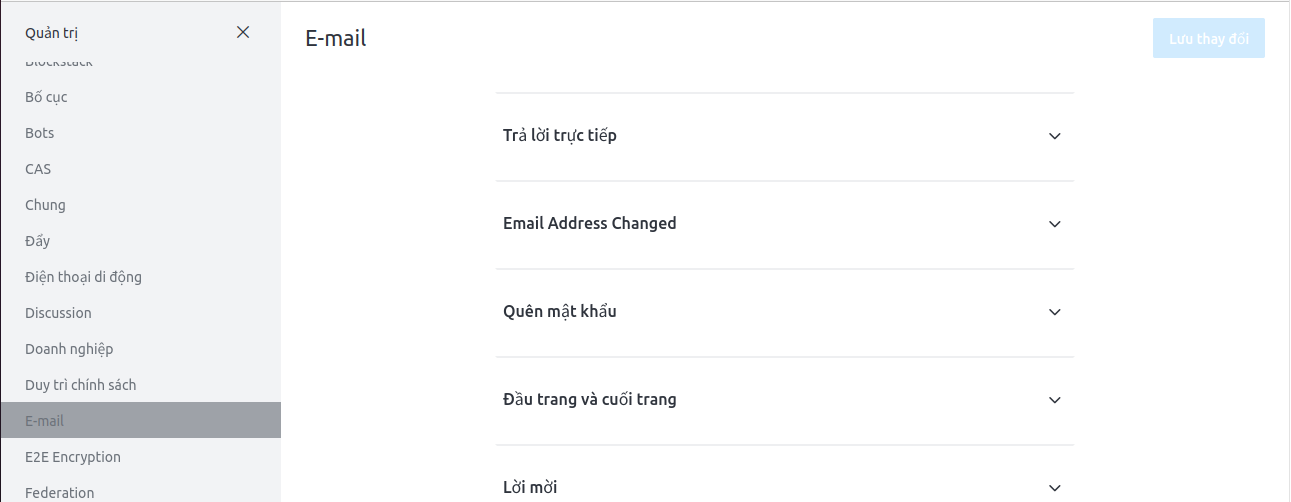 Quản trị
Blockstack
Bố cục
Bots
CAS
Chung
Đẩy
Điện thoại di động
Discussion
Doanh nghiệp
Duy trì chính sách
E-mail
E2E Encryption
Federation
E-mail
Lưu thay đổi
Trả lời trực tiếp
Email Address Changed
Quên mật khẩu
Đầu trang và cuối trang
Lời mời